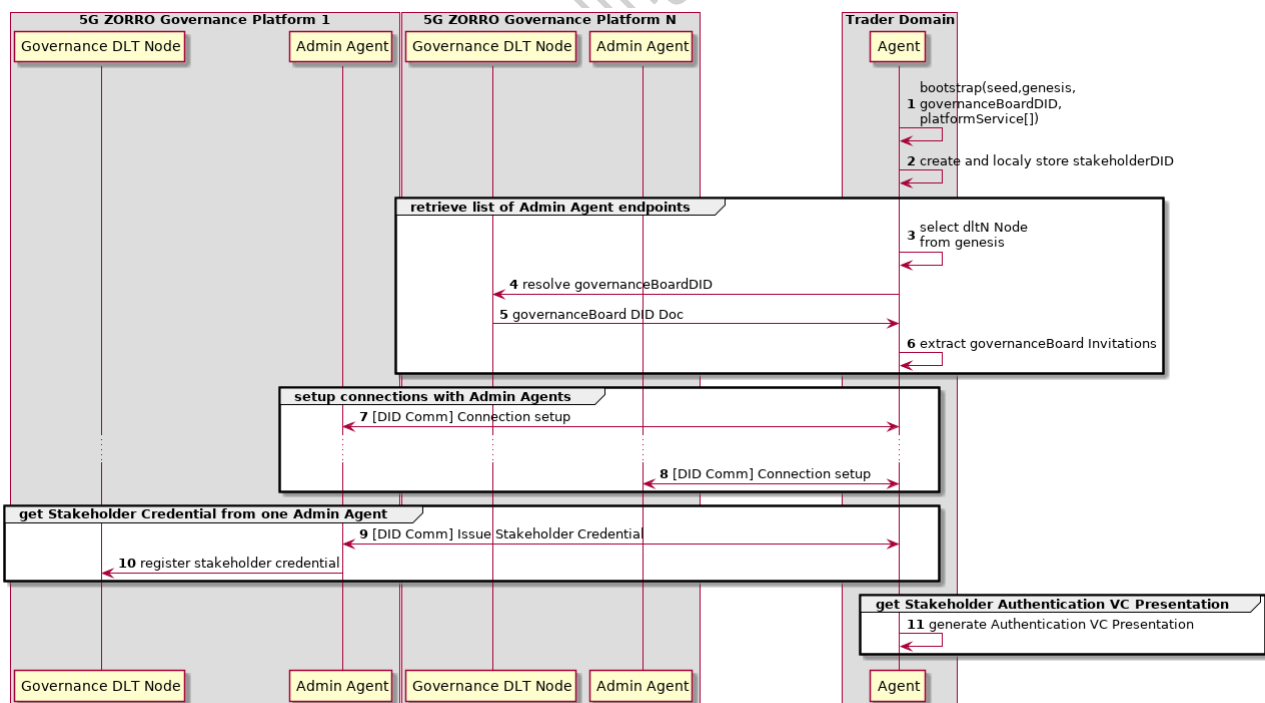 5G ZORRO Governance Platform 1
5G ZORRO Governance Platform N
Trader Domain
Governance DLT Node
Admin Agent
Governance DLT Node
Admin Agent
Agent
1 bootstrap(seed,genesis,
governanceBoardDID,
platformService[])
2 create and localy store stakeholderDID
retrieve list of Admin Agent endpoints
3 select dltN Node
from genesis
4 resolve governanceBoardDID
5 governanceBoard DID Doc
6 extract governanceBoard Invitations
setup connections with Admin Agents
7 [DID Comm] Connection setup
8 [DID Comm] Connection setup
get Stakeholder Credential from one Admin Agent
9 [DID Comm] Issue Stakeholder Credential
10 register stakeholder credential
get Stakeholder Authentication VC Presentation
11 generate Authentication VC Presentation
Governance DLT Node
Admin Agent
Governance DLT Node
Admin Agent
Agent